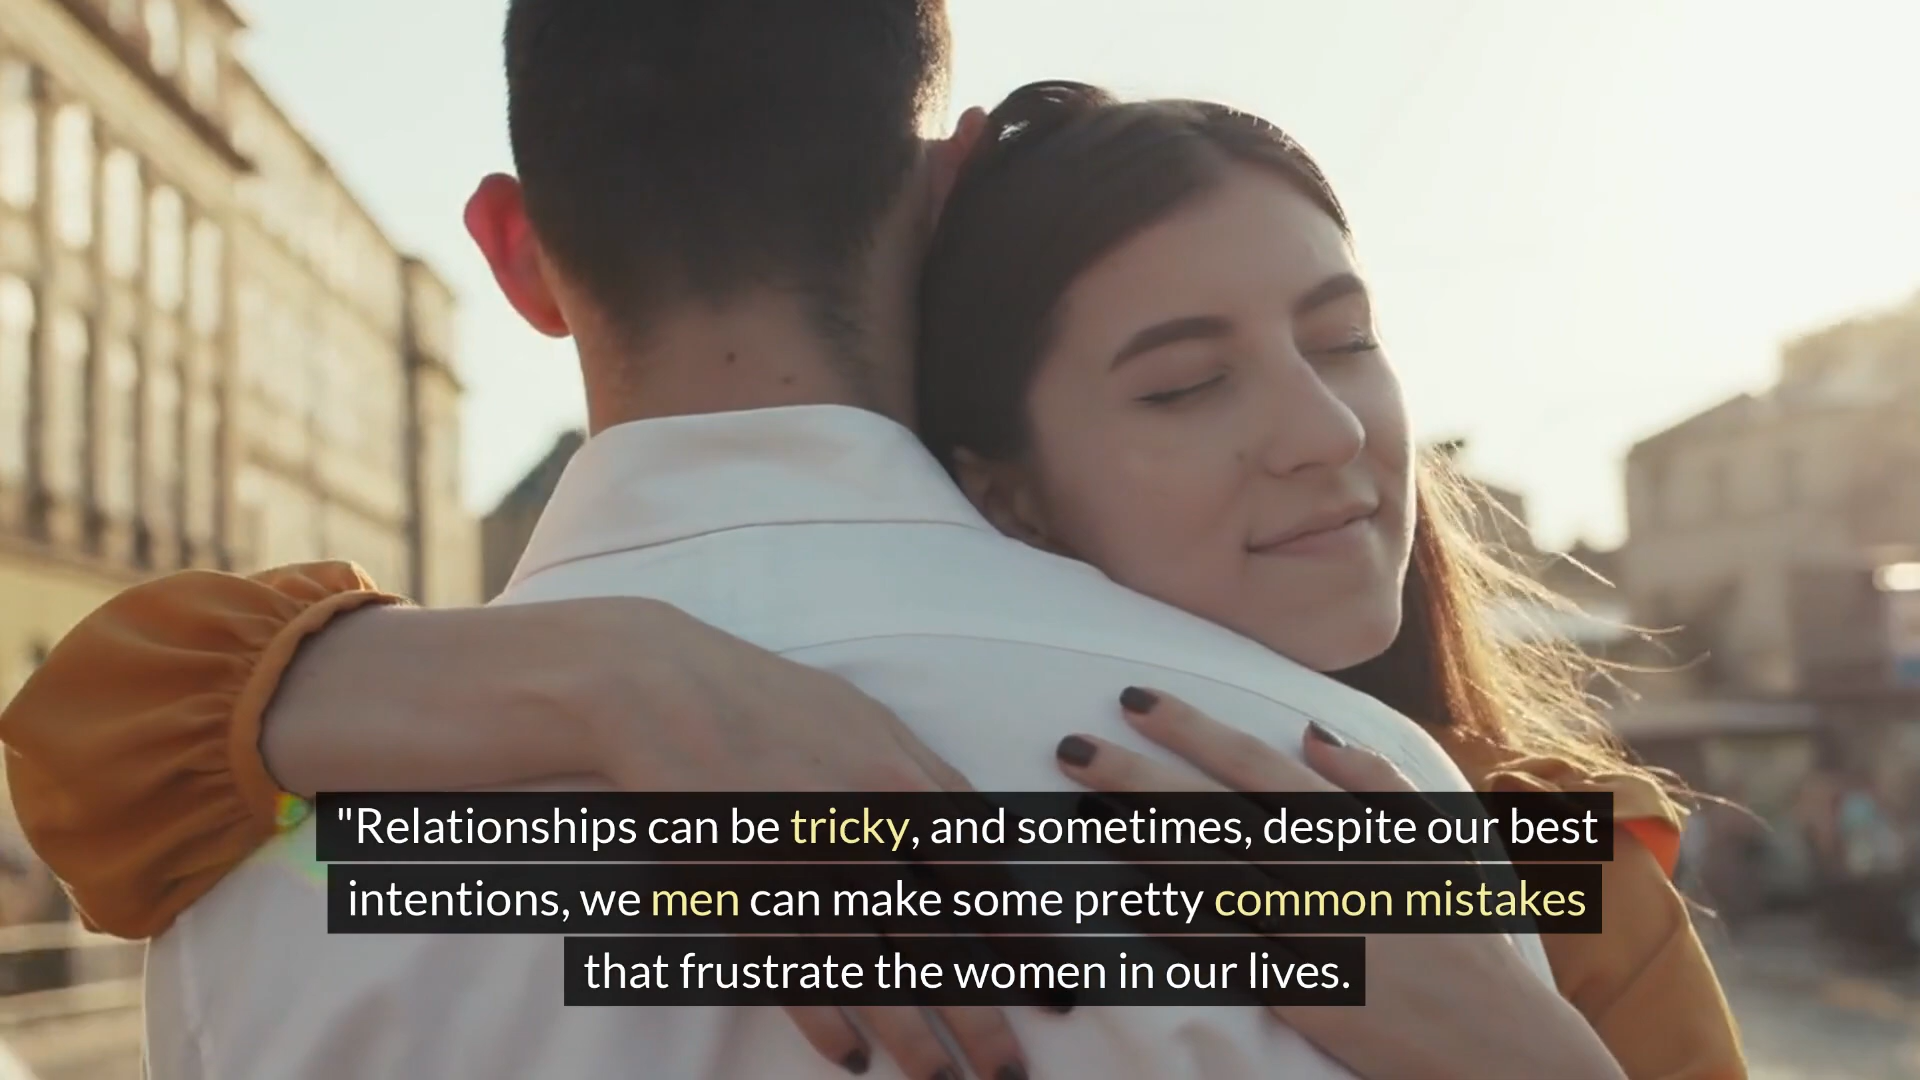 "Relationships can be tricky, and sometimes, despite our best
intentions, we men can make some pretty common mistakes
that frustrate the women in our lives.